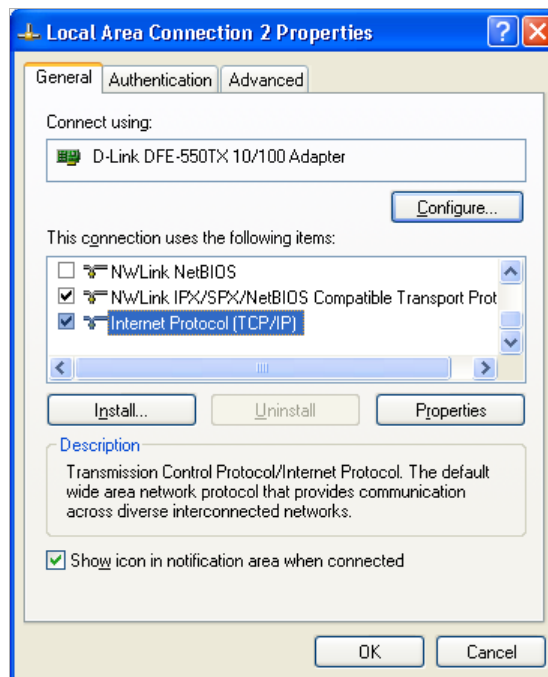 Local Area Connection 2 Properties
General Authentication Advanced
Connect using:
D-Link DFE-550TX 10/100 Adapter
Configure...
This connection uses the following items:
NWLink NetBIOS
NWLink IPX/SPX/NetBIOS Compatible Transport Prot
Internet Protocol (TCP/IP)
Install... Uninstall Properties
Description
Transmission Control Protocol/Internet Protocol. The default
wide area network protocol that provides communication
across diverse interconnected networks.
Show icon in notification area when connected
OK Cancel